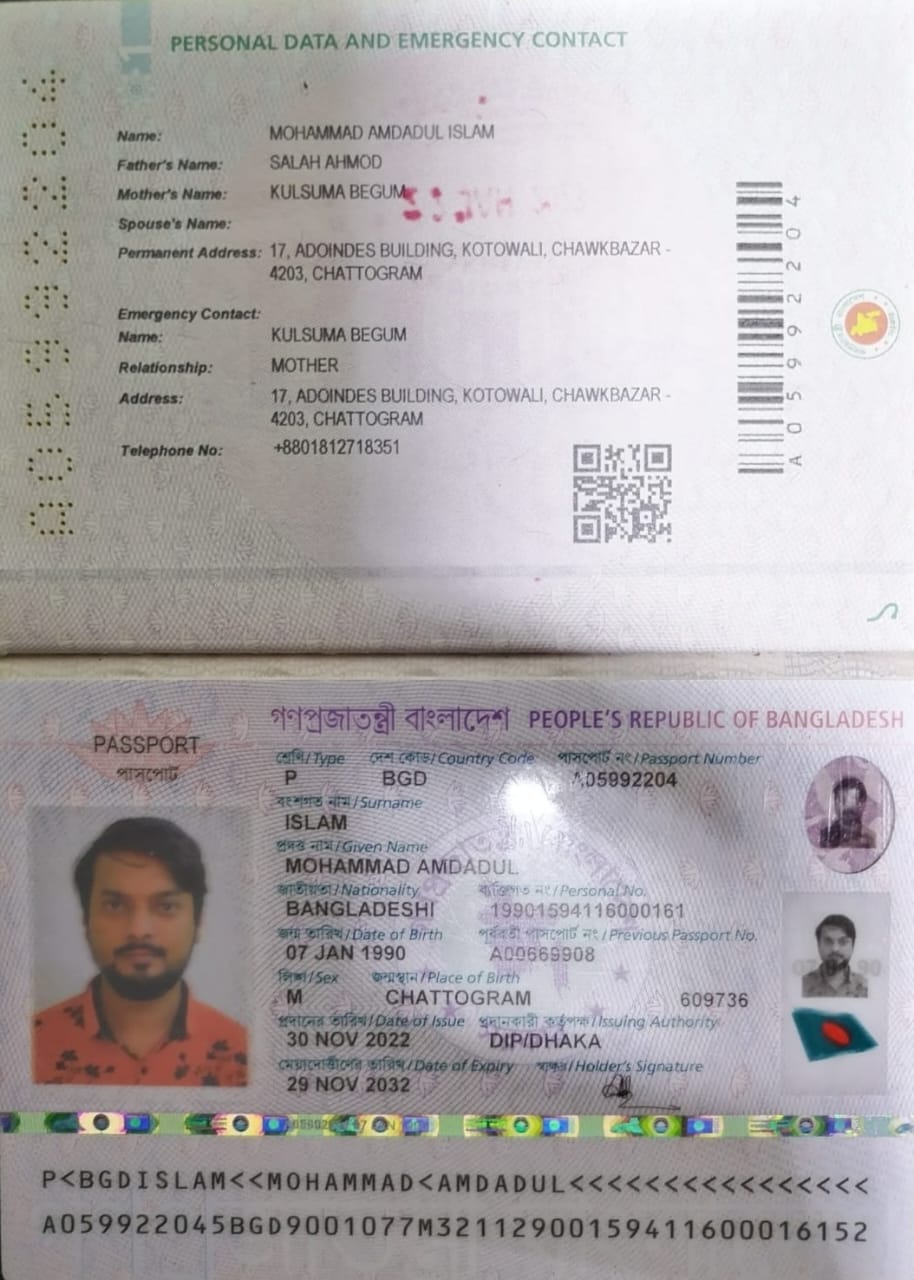 PERSONAL DATA AND EMERGENCY CONTACT
Name: MOHAMMAD AMDADUL ISLAM
Father's Name: SALAH AHMOD
Mother's Name: KULSUMA BEGUM
Spouse's Name:
Permanent Address: 17, ADOINDES BUILDING, KOTOWALI, CHAWKBAZAR -
4203, CHATTOGRAM
Emergency Contact:
Name: KULSUMA BEGUM
Relationship: MOTHER
Address: 17, ADOINDES BUILDING, KOTOWALI, CHAWKBAZAR -
4203, CHATTOGRAM
Telephone No: +8801812718351
A05992204
A05992204
গণপ্রজাতন্ত্রী বাংলাদেশ PEOPLE'S REPUBLIC OF BANGLADESH
PASSPORT
পাসপোর্ট
শ্রেণি/Type দেশ কোড/Country Code পাসপোর্ট নং/Passport Number
P BGD A05992204
বংশগত নাম/Surname
ISLAM
প্রদত্ত নাম/Given Name
MOHAMMAD AMDADUL
জাতীয়তা/Nationality ব্যক্তিগত নং/Personal No.
BANGLADESHI 19901594116000161
জন্ম তারিখ/Date of Birth পূর্ববর্তী পাসপোর্ট নং/Previous Passport No.
07 JAN 1990 A00669908
লিঙ্গ/Sex জন্মস্থান/Place of Birth
M CHATTOGRAM 609736
প্রদানের তারিখ/Date of Issue প্রদানকারী কর্তৃপক্ষ/Issuing Authority
30 NOV 2022 DIP/DHAKA
মেয়াদোত্তীর্ণের তারিখ/Date of Expiry স্বাক্ষর/Holder's Signature
29 NOV 2032
P<BGDISLAM<<MOHAMMAD<AMDADUL<<<<<<<<<<<<<<<<
A059922045BGD9001077M32112900159411600016152